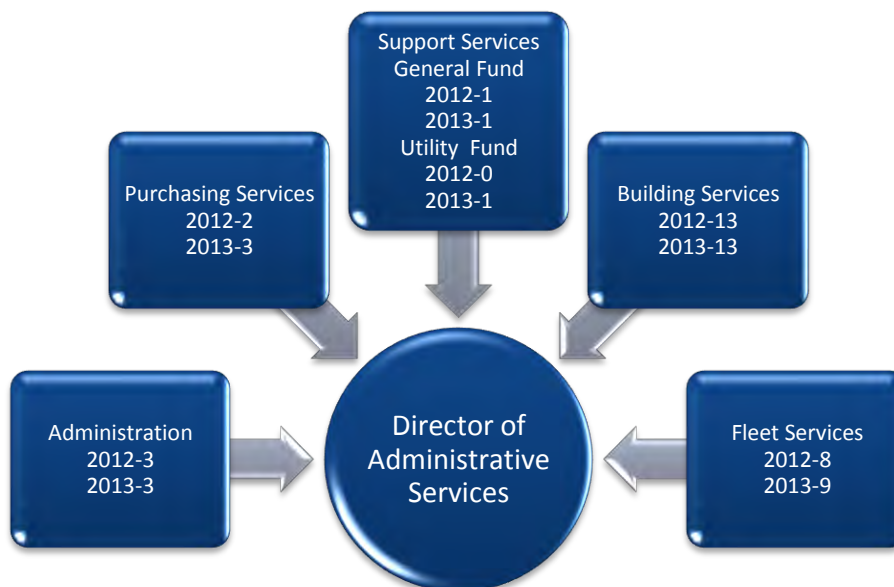 Support Services
General Fund
2012-1
2013-1
Utility Fund
2012-0
2013-1
Purchasing Services
2012-2
2013-3
Building Services
2012-13
2013-13
Administration
2012-3
2013-3
Director of
Administrative
Services
Fleet Services
2012-8
2013-9